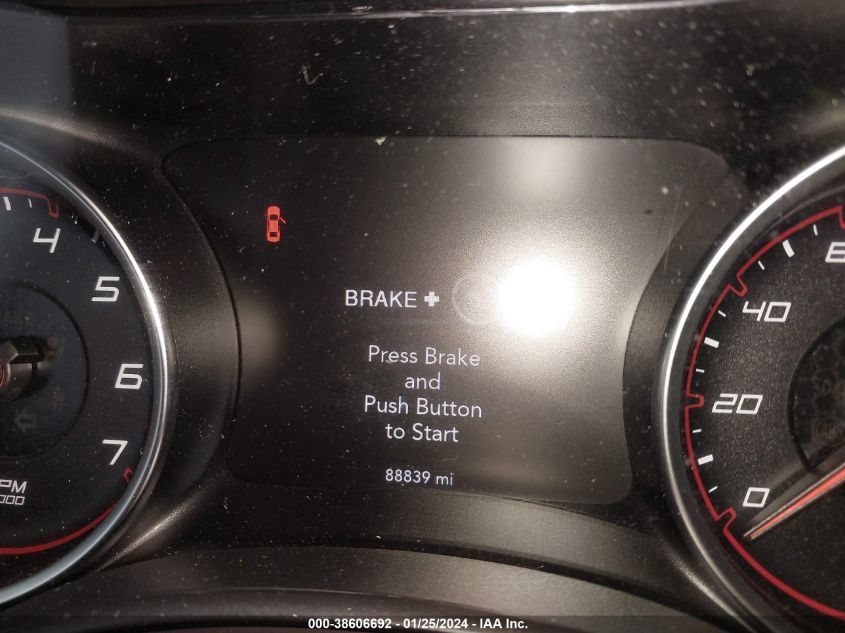 4
5
6
7
PM
000
BRAKE +
Press Brake
and
Push Button
to Start
88839 mi
40
20
0
000-38606692 - 01/25/2024 - IAA Inc.